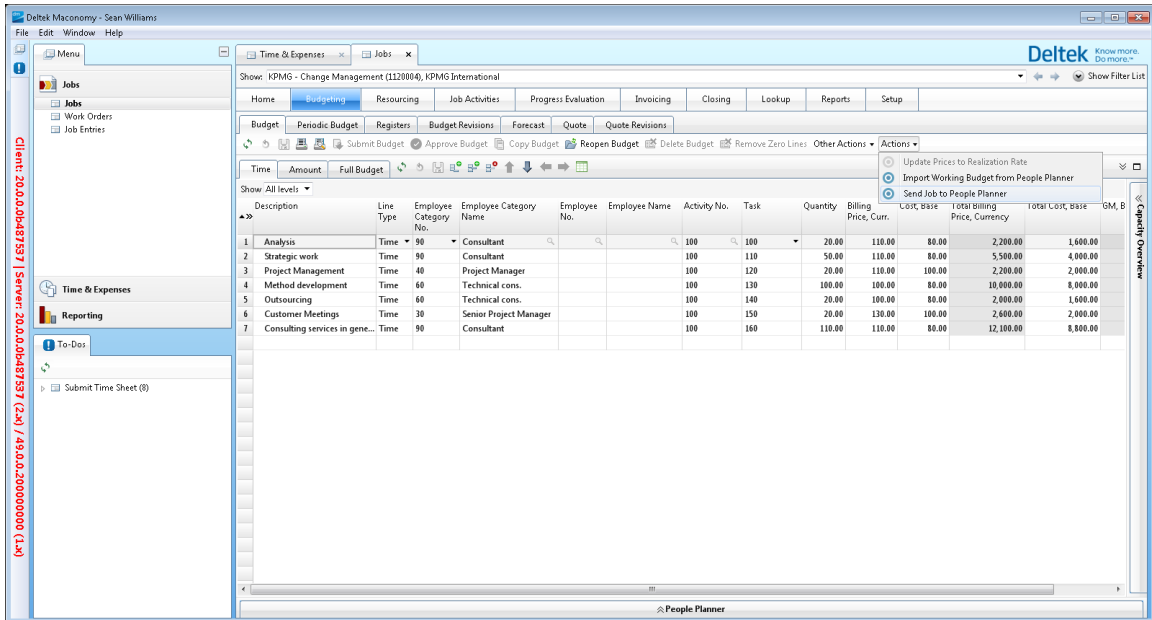 Deltek Maconomy - Sean Williams
File Edit Window Help
Menu
Jobs
Jobs
Work Orders
Job Entries
Time & Expenses
Reporting
To-Dos
Submit Time Sheet (8)
Client: 20.0.0.0b487537 | Server: 20.0.0.0b487537 (2.x) / 49.0.0.200000000 (1.x)
Time & Expenses Jobs
Deltek Know more. Do more.™
Show: KPMG - Change Management (1120004), KPMG International Show Filter List
Home Budgeting Resourcing Job Activities Progress Evaluation Invoicing Closing Lookup Reports Setup
Budget Periodic Budget Registers Budget Revisions Forecast Quote Quote Revisions
Submit Budget Approve Budget Copy Budget Reopen Budget Delete Budget Remove Zero Lines Other Actions Actions
Update Prices to Realization Rate
Import Working Budget from People Planner
Send Job to People Planner
Time Amount Full Budget
Show All levels
Description Line Type Employee Category No. Employee Category Name Employee No. Employee Name Activity No. Task Quantity Billing Price, Curr. Cost, Base Total Billing Price, Currency Total Cost, Base GM, B
1 Analysis Time 90 Consultant 100 100 20.00 110.00 80.00 2,200.00 1,600.00
2 Strategic work Time 90 Consultant 100 110 50.00 110.00 80.00 5,500.00 4,000.00
3 Project Management Time 40 Project Manager 100 120 20.00 110.00 100.00 2,200.00 2,000.00
4 Method development Time 60 Technical cons. 100 130 100.00 100.00 80.00 10,000.00 8,000.00
5 Outsourcing Time 60 Technical cons. 100 140 20.00 100.00 80.00 2,000.00 1,600.00
6 Customer Meetings Time 30 Senior Project Manager 100 150 20.00 130.00 100.00 2,600.00 2,000.00
7 Consulting services in gene... Time 90 Consultant 100 160 110.00 110.00 80.00 12,100.00 8,800.00
Capacity Overview
People Planner